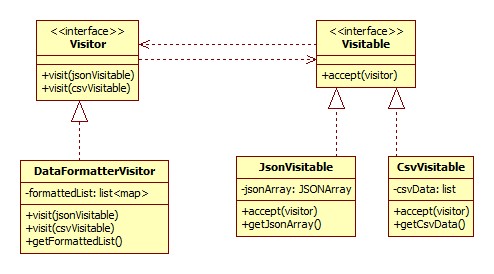 <<interface>>
Visitor
+visit(jsonVisitable)
+visit(csvVisitable)
<<interface>>
Visitable
+accept(visitor)
DataFormatterVisitor
-formattedList: list<map>
+visit(jsonVisitable)
+visit(csvVisitable)
+getFormattedList()
JsonVisitable
-jsonArray: JSONArray
+accept(visitor)
+getJsonArray()
CsvVisitable
-csvData: list
+accept(visitor)
+getCsvData()